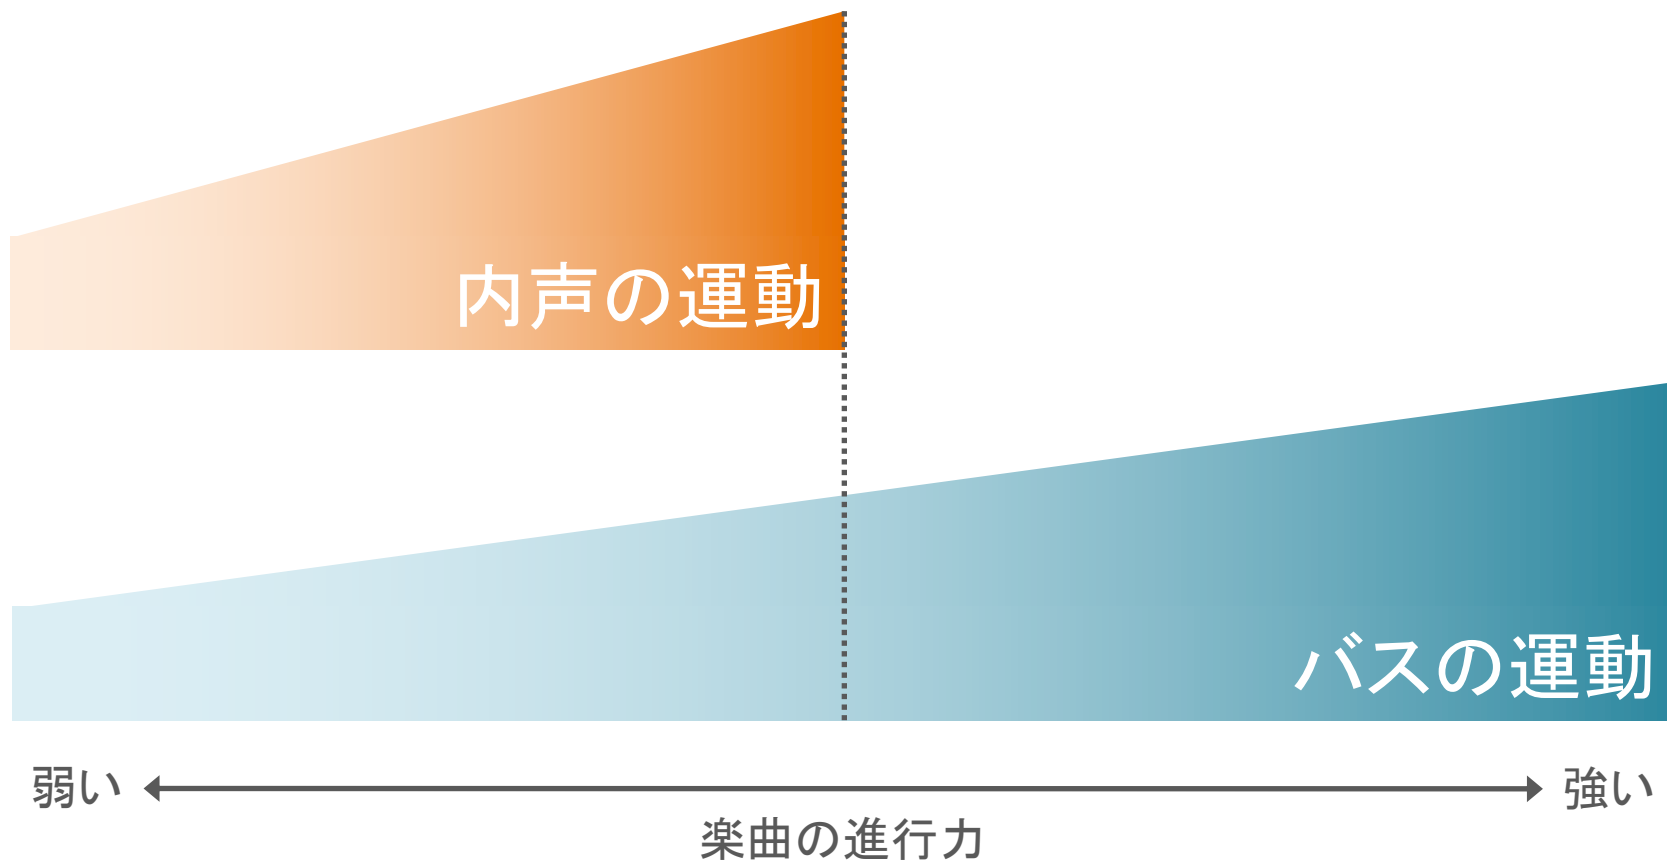 内声の運動
バスの運動
弱い
強い
楽曲の進行力